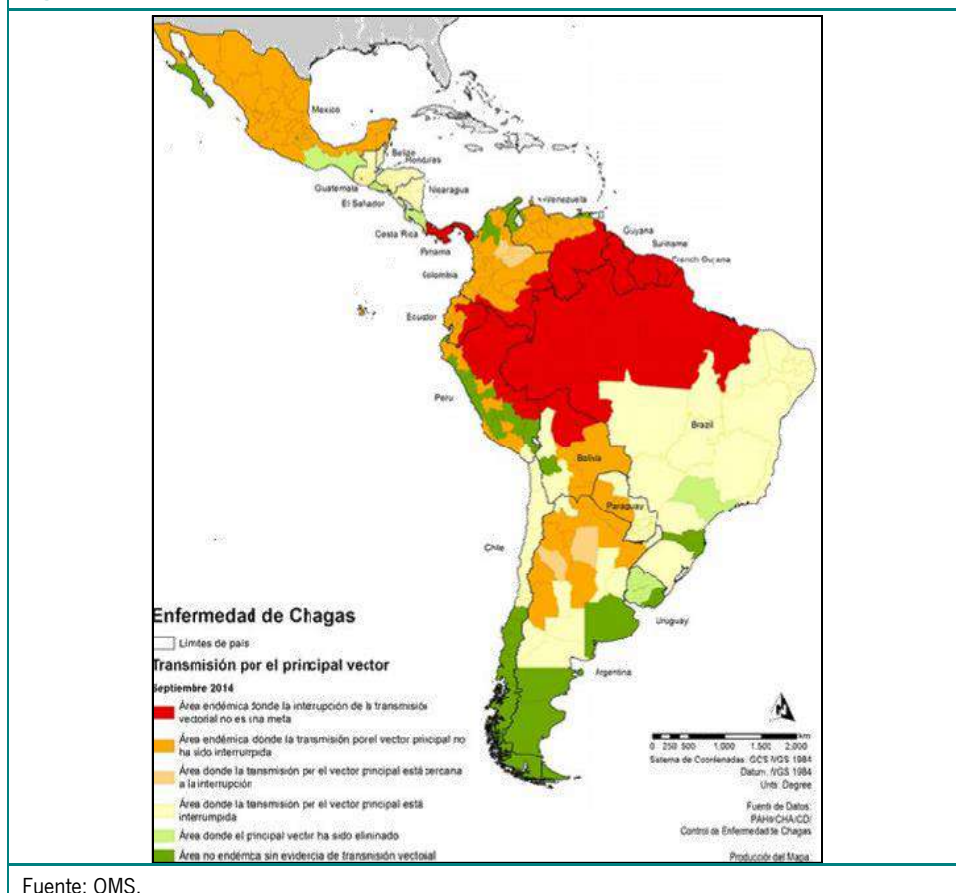 Mexico
Belize
Honduras
Guatemala
Nicaragua
El Salvador
Venezuela
Costa Rica
Guyana
Panama
Suriname
French Guyana
Colombia
Ecuador
Peru
Brazil
Bolivia
Paraguay
Chile
Uruguay
Argentina
Enfermedad de Chagas
Límites de país
Transmisión por el principal vector
Septiembre 2014
Área endémica donde la interrupción de la transmisión
vectorial no es una meta
Área endémica donde la transmisión por el vector principal no
ha sido interrumpida
Área donde la transmisión por el vector principal está cercana
a la interrupción
Área donde la transmisión por el vector principal está
interrumpida
Área donde el principal vector ha sido eliminado
Área no endémica sin evidencia de transmisión vectorial
N
km
0 250 500 1,000 1.500 2,000
Sistema de Coordenadas: GCS WGS 1984
Datum: WGS 1984
Units: Degree
Fuente de Datos:
PAHO/CHA/CD/
Control de Enfermedad de Chagas
Producción del Mapa:
Fuente: OMS.